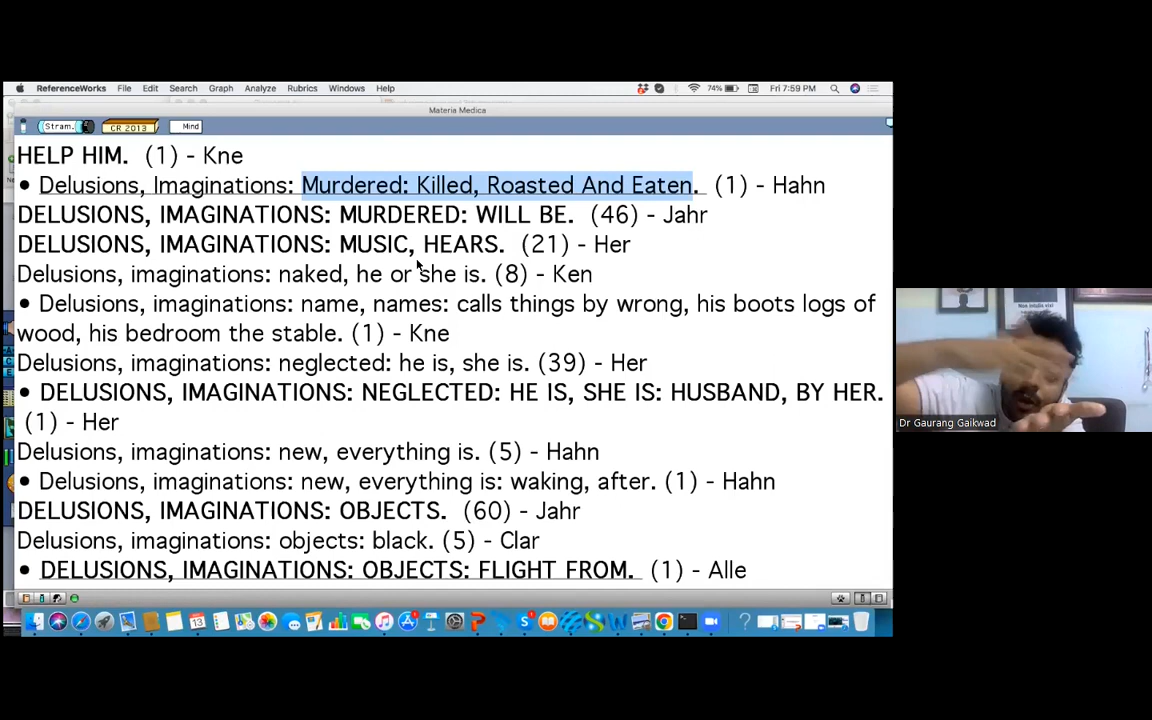 ReferenceWorks File Edit Search Graph Analyze Rubrics Windows Help 74% Fri 7:59 PM
Materia Medica
Stram. CR 2013 Mind
HELP HIM. (1) - Kne
• Delusions, Imaginations: Murdered: Killed, Roasted And Eaten. (1) - Hahn
DELUSIONS, IMAGINATIONS: MURDERED: WILL BE. (46) - Jahr
DELUSIONS, IMAGINATIONS: MUSIC, HEARS. (21) - Her
Delusions, imaginations: naked, he or she is. (8) - Ken
• Delusions, imaginations: name, names: calls things by wrong, his boots logs of
wood, his bedroom the stable. (1) - Kne
Delusions, imaginations: neglected: he is, she is. (39) - Her
• DELUSIONS, IMAGINATIONS: NEGLECTED: HE IS, SHE IS: HUSBAND, BY HER.
(1) - Her
Delusions, imaginations: new, everything is. (5) - Hahn
• Delusions, imaginations: new, everything is: waking, after. (1) - Hahn
DELUSIONS, IMAGINATIONS: OBJECTS. (60) - Jahr
Delusions, imaginations: objects: black. (5) - Clar
• DELUSIONS, IMAGINATIONS: OBJECTS: FLIGHT FROM. (1) - Alle
Dr Gaurang Gaikwad